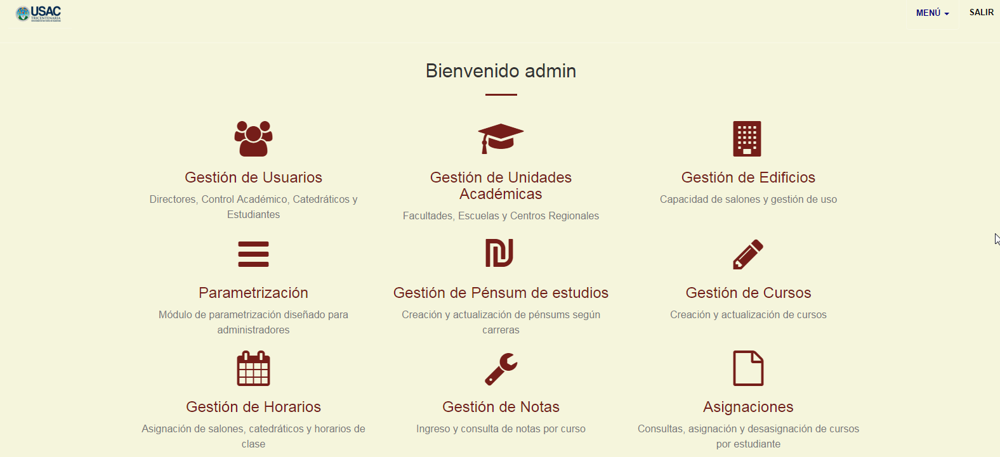 USAC
TRICENTENARIA
MENÚ
SALIR
Bienvenido admin
Gestión de Usuarios
Directores, Control Académico, Catedráticos y
Estudiantes
Gestión de Unidades
Académicas
Facultades, Escuelas y Centros Regionales
Gestión de Edificios
Capacidad de salones y gestión de uso
Parametrización
Módulo de parametrización diseñado para
administradores
Gestión de Pénsum de estudios
Creación y actualización de pénsums según
carreras
Gestión de Cursos
Creación y actualización de cursos
Gestión de Horarios
Asignación de salones, catedráticos y horarios de
clase
Gestión de Notas
Ingreso y consulta de notas por curso
Asignaciones
Consultas, asignación y desasignación de cursos
por estudiante